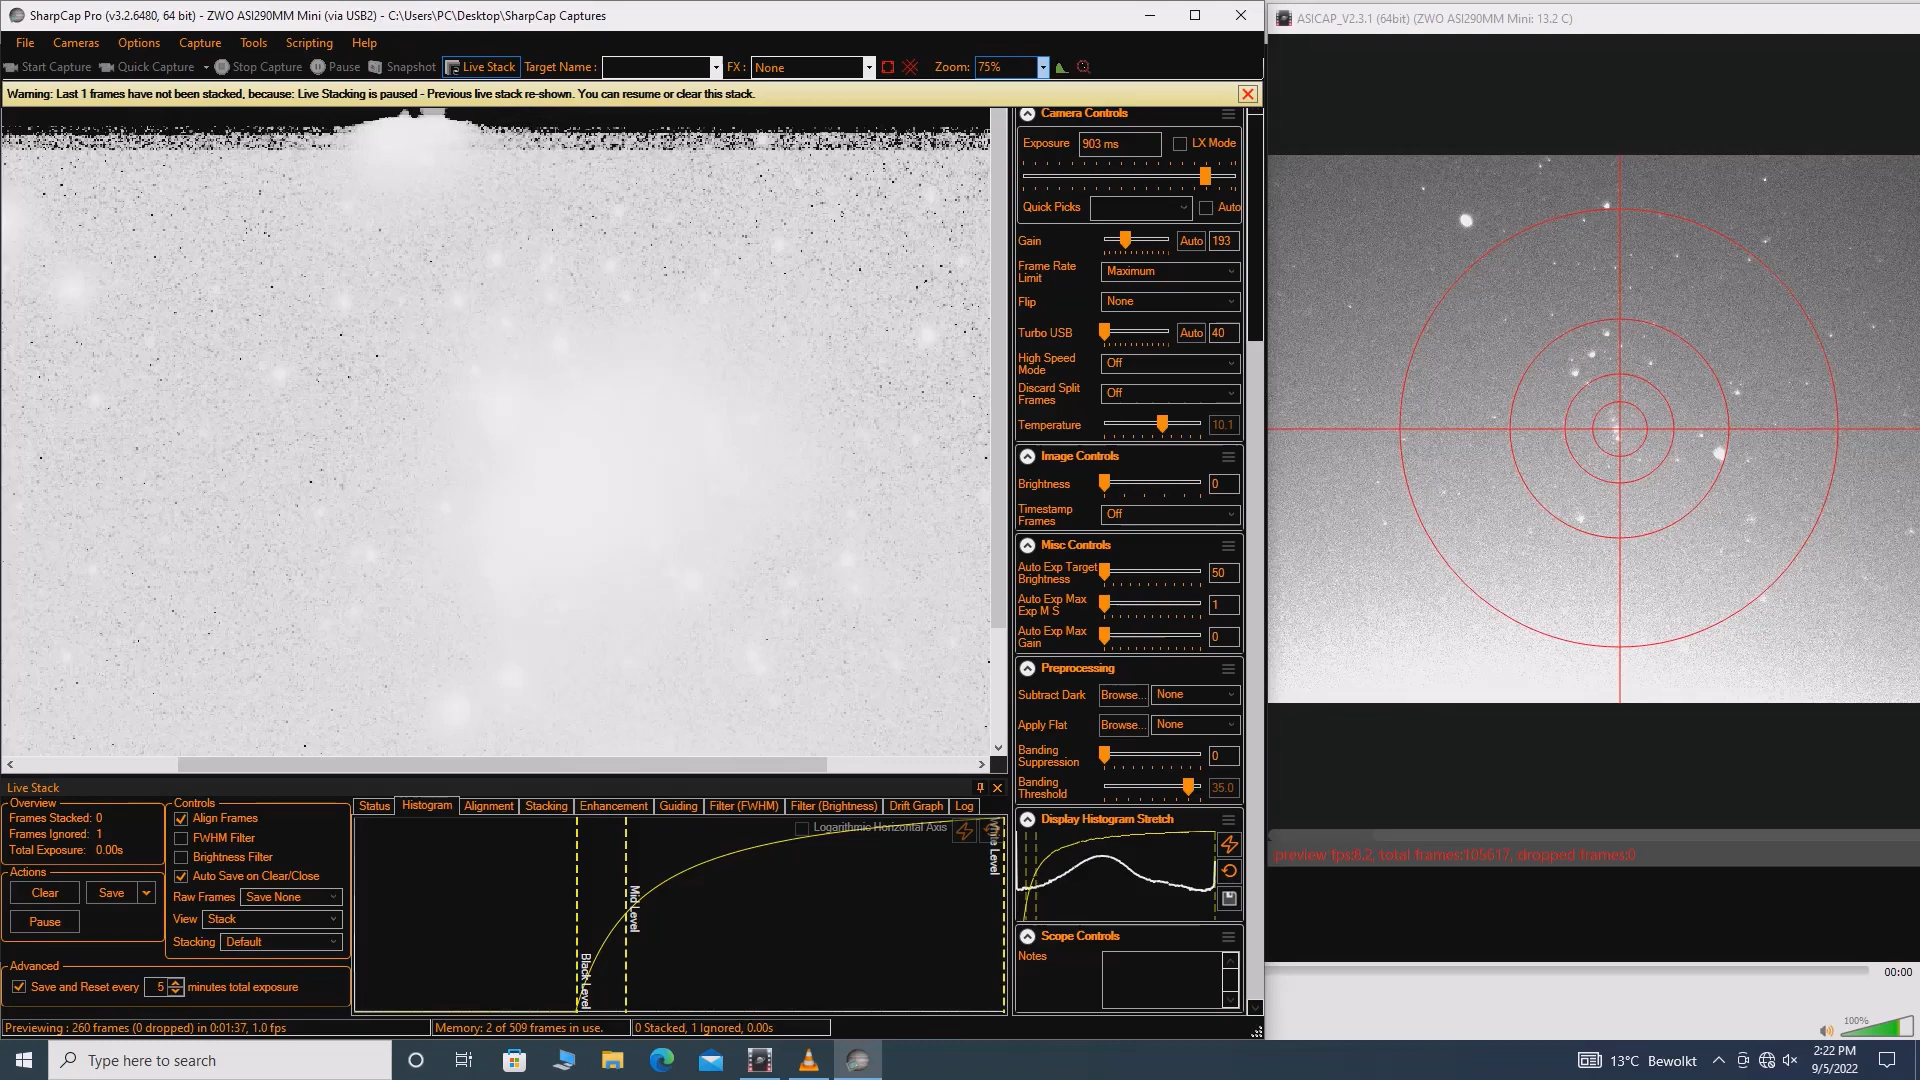 SharpCap Pro (v3.2.6480, 64 bit) - ZWO ASI290MM Mini (via USB2) - C:\Users\PC\Desktop\SharpCap Captures
File Cameras Options Capture Tools Scripting Help
Start Capture Quick Capture Stop Capture Pause Snapshot Live Stack Target Name : FX : None Zoom: 75%
Warning: Last 1 frames have not been stacked, because: Live Stacking is paused - Previous live stack re-shown. You can resume or clear this stack.
Camera Controls
Exposure 903 ms LX Mode
Quick Picks Auto
Gain Auto 193
Frame Rate Limit Maximum
Flip None
Turbo USB Auto 40
High Speed Mode Off
Discard Split Frames Off
Temperature 10.1
Image Controls
Brightness 0
Timestamp Frames Off
Misc Controls
Auto Exp Target Brightness 50
Auto Exp Max Exp M S 1
Auto Exp Max Gain 0
Preprocessing
Subtract Dark Browse... None
Apply Flat Browse... None
Banding Suppression 0
Banding Threshold 35.0
Display Histogram Stretch
Scope Controls
Notes
Live Stack
Overview
Frames Stacked: 0
Frames Ignored: 1
Total Exposure: 0.00s
Actions
Clear Save
Pause
Controls
Align Frames
FWHM Filter
Brightness Filter
Auto Save on Clear/Close
Raw Frames Save None
View Stack
Stacking Default
Advanced
Save and Reset every 5 minutes total exposure
Status Histogram Alignment Stacking Enhancement Guiding Filter (FWHM) Filter (Brightness) Drift Graph Log
Logarithmic Horizontal Axis
Black Level
Mid Level
White Level
Previewing : 260 frames (0 dropped) in 0:01:37, 1.0 fps
Memory: 2 of 509 frames in use.
0 Stacked, 1 Ignored, 0.00s
ASICAP_V2.3.1 (64bit) (ZWO ASI290MM Mini: 13.2 C)
preview fps:8.2, total frames:105617, dropped frames:0
00:00
100%
Type here to search
13°C Bewolkt
2:22 PM
9/5/2022